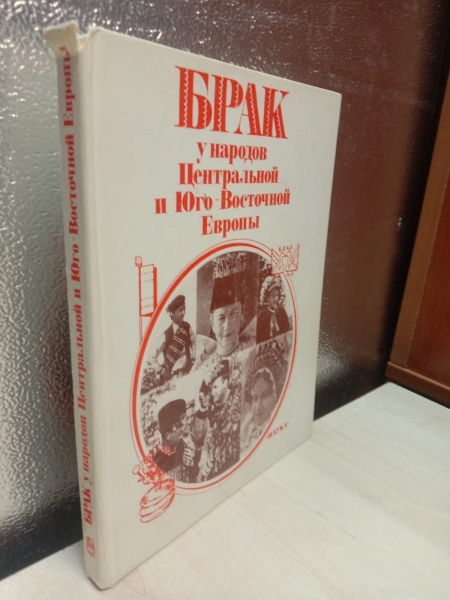 БРАК
у народов
Центральной
и Юго-Восточной
Европы
НАУКА
БРАК у народов Центральной и Юго-Восточной Европы